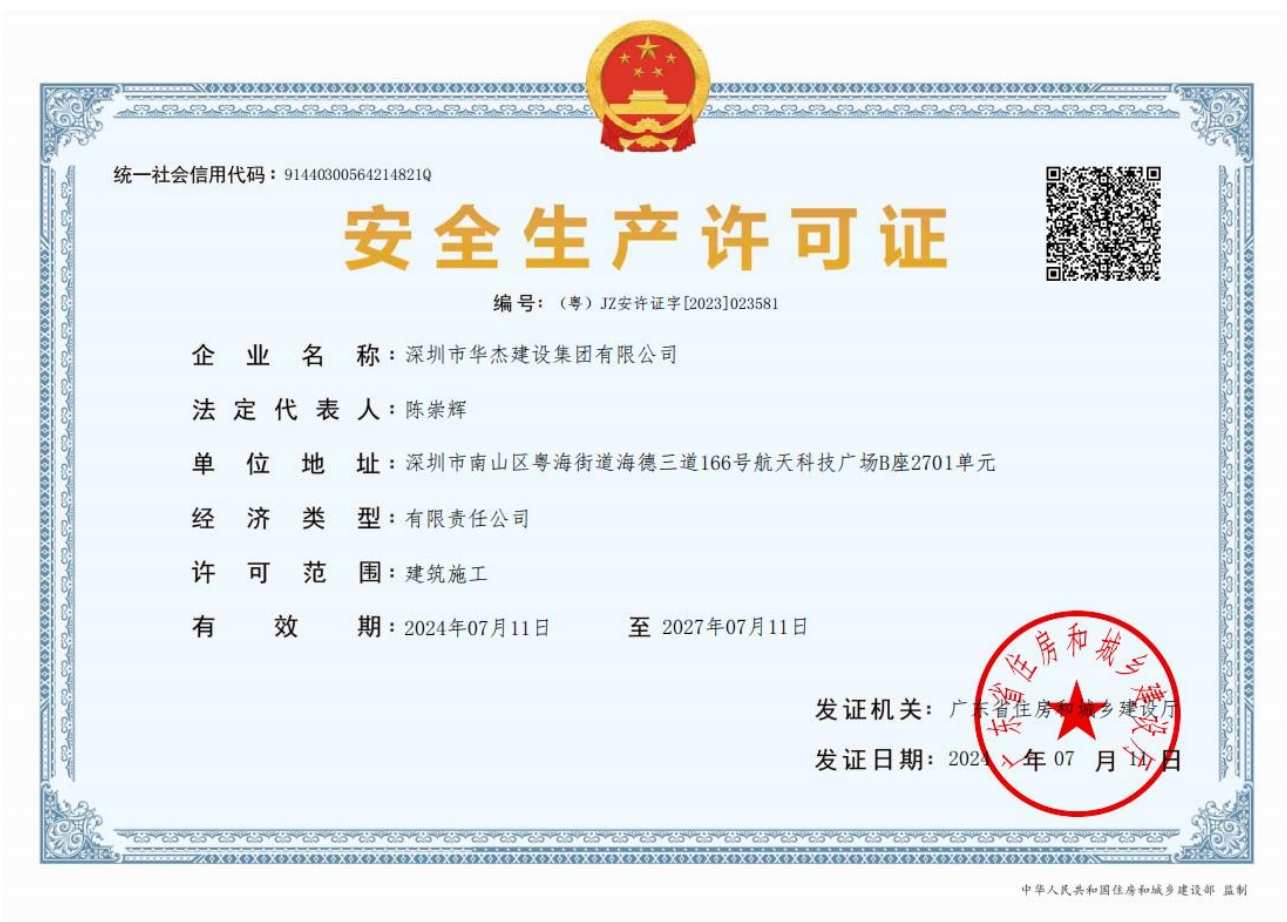 统一社会信用代码：91440300564214821Q
安全生产许可证
编号：（粤）JZ安许证字[2023]023581
企业名称：深圳市华杰建设集团有限公司
法定代表人：陈崇辉
单位地址：深圳市南山区粤海街道海德三道166号航天科技广场B座2701单元
经济类型：有限责任公司
许可范围：建筑施工
有效期：2024年07月11日 至 2027年07月11日
发证机关：广东省住房和城乡建设厅
发证日期：2024 年 07 月 11 日
广东省住房和城乡建设厅
中华人民共和国住房和城乡建设部 监制